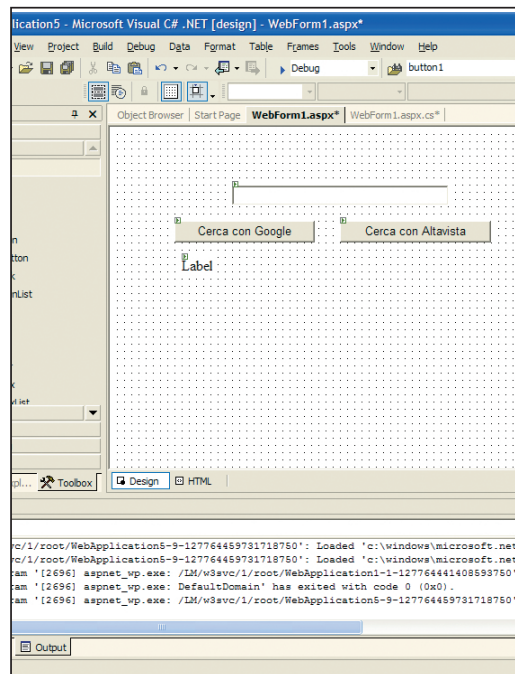 lication5 - Microsoft Visual C# .NET [design] - WebForm1.aspx*
View Project Build Debug Data Format Table Frames Tools Window Help
Debug button1
Object Browser Start Page WebForm1.aspx* WebForm1.aspx.cs*
Cerca con Google Cerca con Altavista
Label
n
tton
k
nList
x
Toolbox Design HTML
vc/1/root/WebApplication5-9-127764459731718750': Loaded 'c:\windows\microsoft.net
vc/1/root/WebApplication5-9-127764459731718750': Loaded 'c:\windows\microsoft.net
ram '[2696] aspnet_wp.exe: /LM/w3svc/1/root/WebApplication1-1-127764441408593750'
ram '[2696] aspnet_wp.exe: DefaultDomain' has exited with code 0 (0x0).
ram '[2696] aspnet_wp.exe: /LM/w3svc/1/root/WebApplication5-9-127764459731718750'
Output